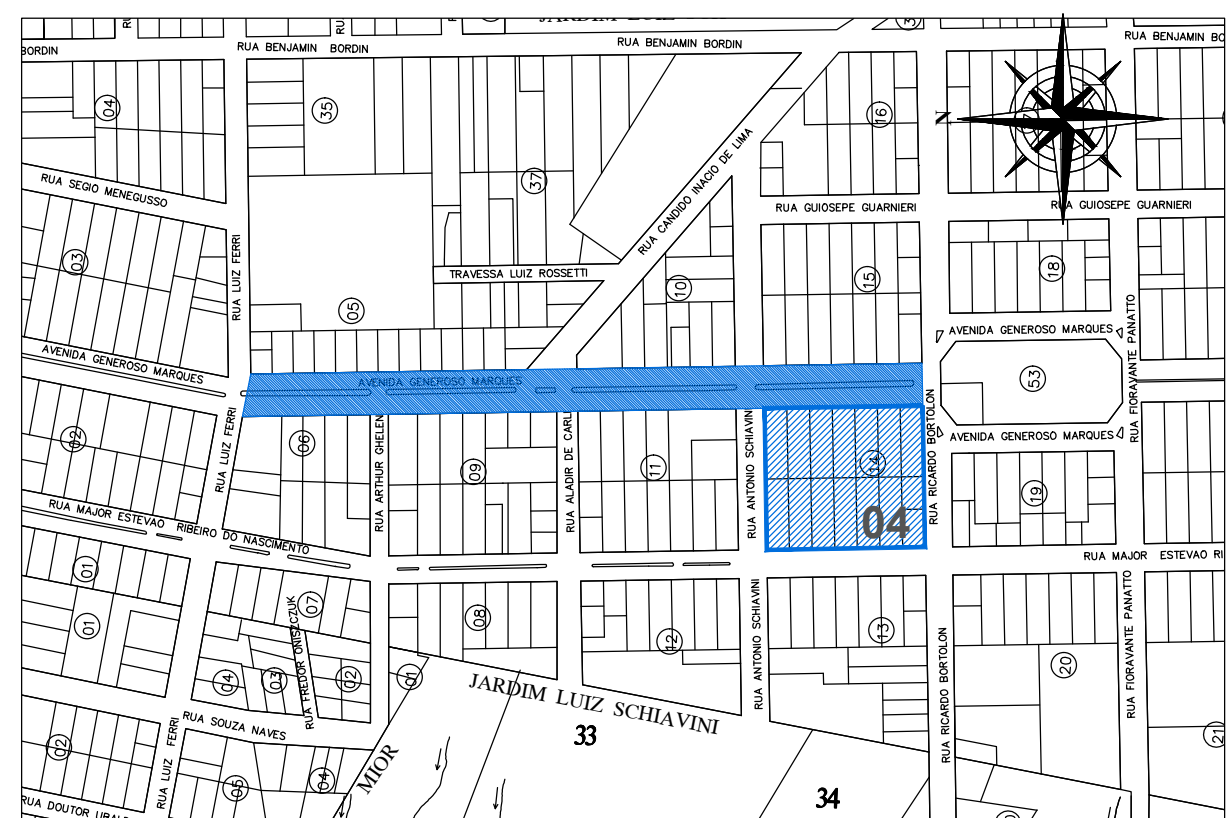 BORDIN
RUA BENJAMIN BORDIN
RUA BENJAMIN BORDIN
RUA BENJAMIN BO
04
35
37
16
N
RUA CANDIDO INACIO DE LIMA
RUA SEGIO MENEGUSSO
RUA GUIOSEPE GUARNIERI
RUA GUIOSEPE GUARNIERI
03
RUA LUIZ FERRI
TRAVESSA LUIZ ROSSETTI
05
10
15
18
AVENIDA GENEROSO MARQUES
AVENIDA GENEROSO MARQUES
AVENIDA GENEROSO MARQUES
RUA FIORAVANTE PANATTO
53
02
RUA LUIZ FERRI
06
RUA ARTHUR GHELEN
09
RUA ALADIR DE CARLI
11
RUA ANTONIO SCHIAVINI
14
04
RUA RICARDO BORTOLON
AVENIDA GENEROSO MARQUES
19
RUA MAJOR ESTEVAO RIBEIRO DO NASCIMENTO
RUA MAJOR ESTEVAO RI
01
01
07
RUA FREDOR ONISZCZUK
08
12
RUA ANTONIO SCHIAVINI
13
RUA RICARDO BORTOLON
20
RUA FIORAVANTE PANATTO
04
03
02
01
JARDIM LUIZ SCHIAVINI
33
RUA SOUZA NAVES
02
RUA LUIZ FERRI
05
04
MIOR
34
21
RUA DOUTOR UBAL